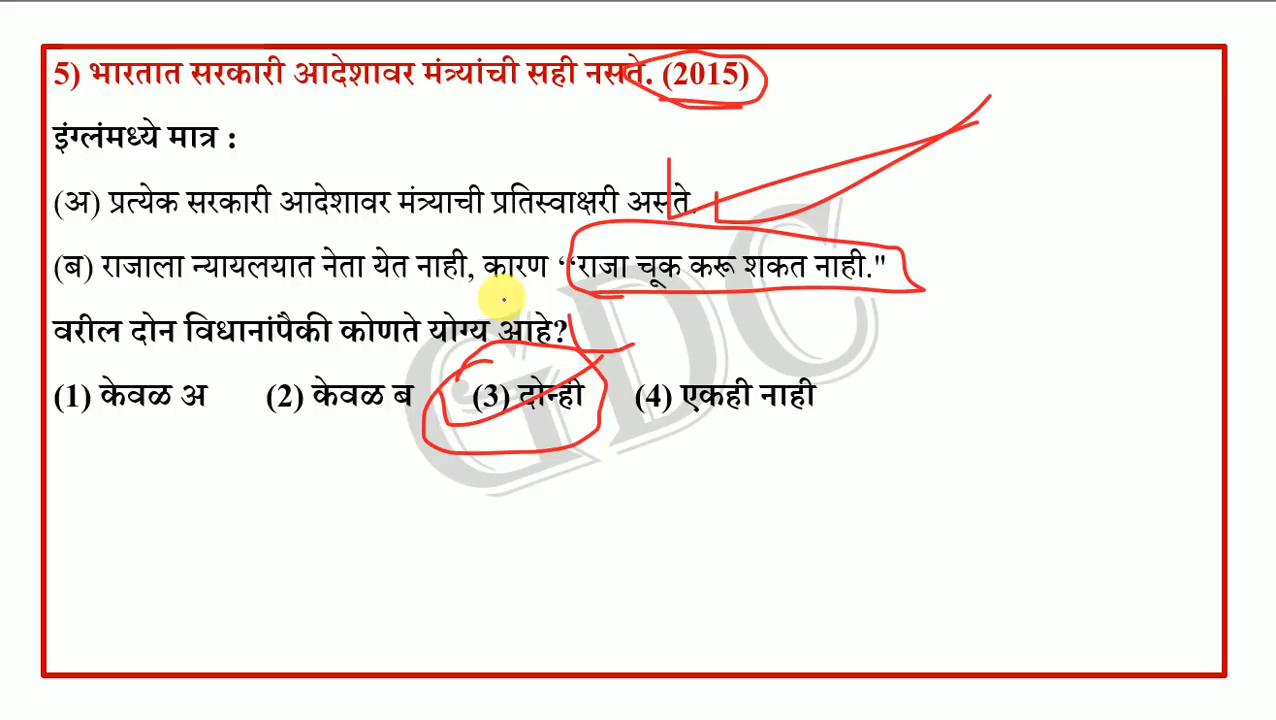 5) भारतात सरकारी आदेशावर मंत्र्यांची सही नसते. (2015)
इंग्लंमध्ये मात्र :
(अ) प्रत्येक सरकारी आदेशावर मंत्र्याची प्रतिस्वाक्षरी असते.
(ब) राजाला न्यायलयात नेता येत नाही, कारण “राजा चूक करू शकत नाही."
वरील दोन विधानांपैकी कोणते योग्य आहे?
(1) केवळ अ (2) केवळ ब (3) दोन्ही (4) एकही नाही
GDC